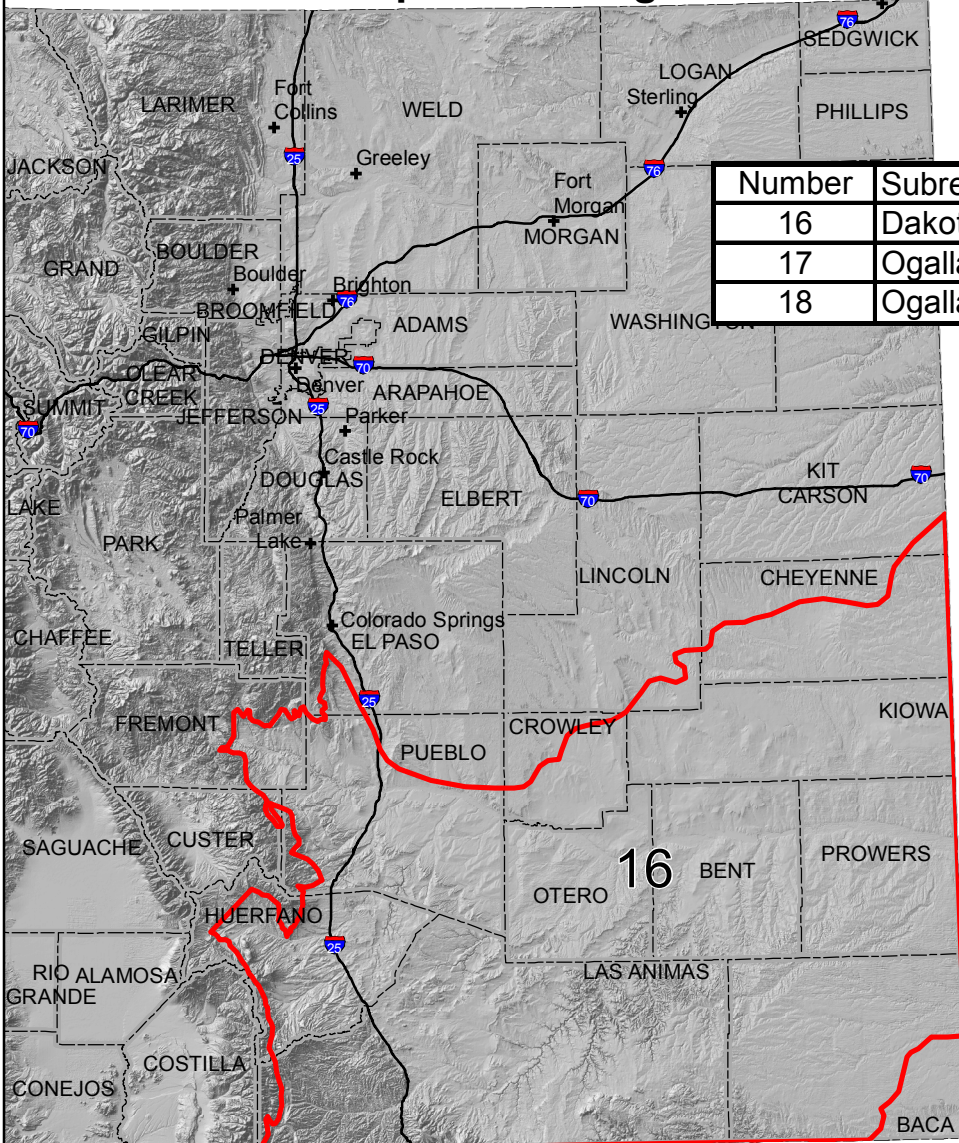 76
SEDGWICK
LOGAN
Sterling
PHILLIPS
LARIMER
Fort
Collins
WELD
Greeley
JACKSON
25
76
Fort
Morgan
MORGAN
Number
16
17
18
GRAND
BOULDER
Boulder
BROOMFIELD
Brighton
76
ADAMS
WASHINGTON
GILPIN
DENVER
Denver
70
CLEAR
CREEK
ARAPAHOE
SUMMIT
JEFFERSON
25
Parker
70
Castle Rock
DOUGLAS
ELBERT
KIT
CARSON
70
70
LAKE
PARK
Palmer
Lake
LINCOLN
CHEYENNE
CHAFFEE
TELLER
Colorado Springs
EL PASO
25
FREMONT
PUEBLO
CROWLEY
KIOWA
SAGUACHE
CUSTER
16
OTERO
BENT
PROWERS
HUERFANO
25
RIO
GRANDE
ALAMOSA
LAS ANIMAS
COSTILLA
CONEJOS
BACA